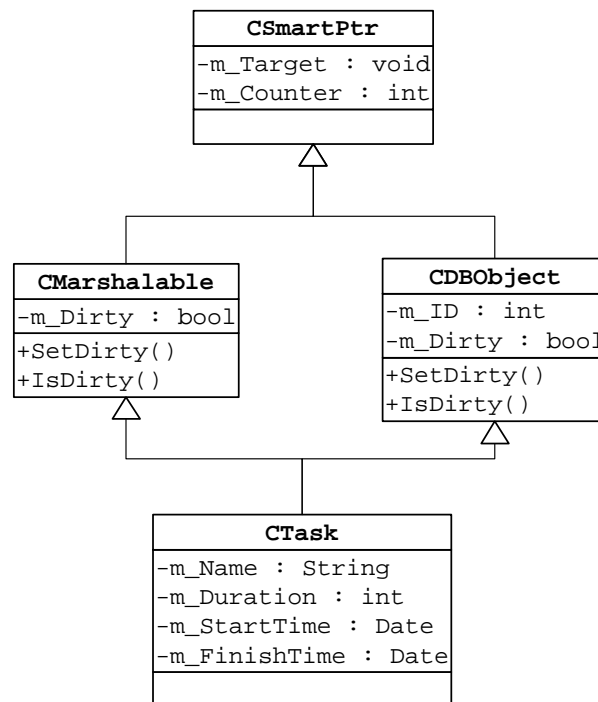 CSmartPtr
-m_Target : void
-m_Counter : int
CMarshalable
-m_Dirty : bool
+SetDirty()
+IsDirty()
CDBObject
-m_ID : int
-m_Dirty : bool
+SetDirty()
+IsDirty()
CTask
-m_Name : String
-m_Duration : int
-m_StartTime : Date
-m_FinishTime : Date